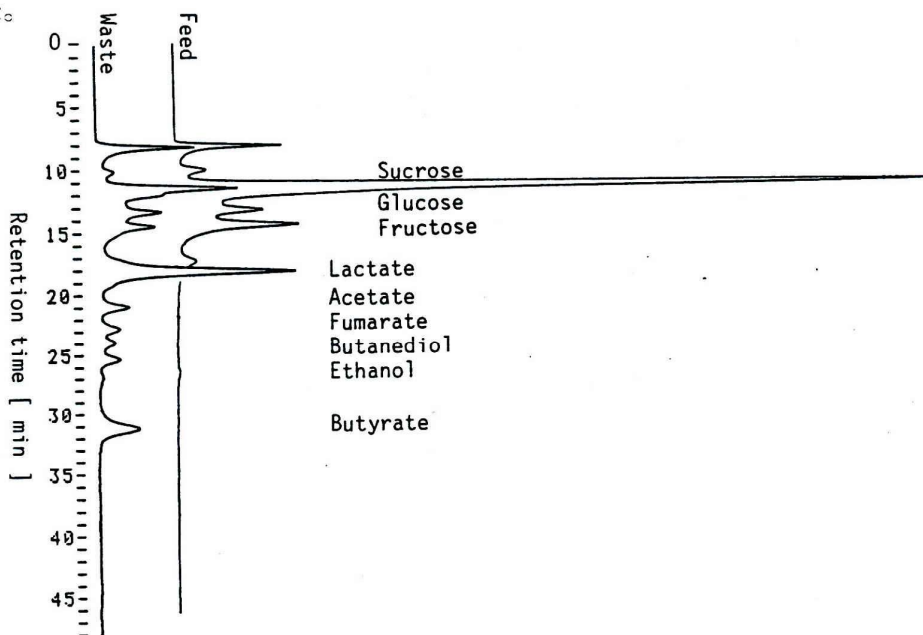 Waste
Feed
0
5
10
15
20
25
30
35
40
45
Retention time [ min ]
Sucrose
Glucose
Fructose
Lactate
Acetate
Fumarate
Butanediol
Ethanol
Butyrate